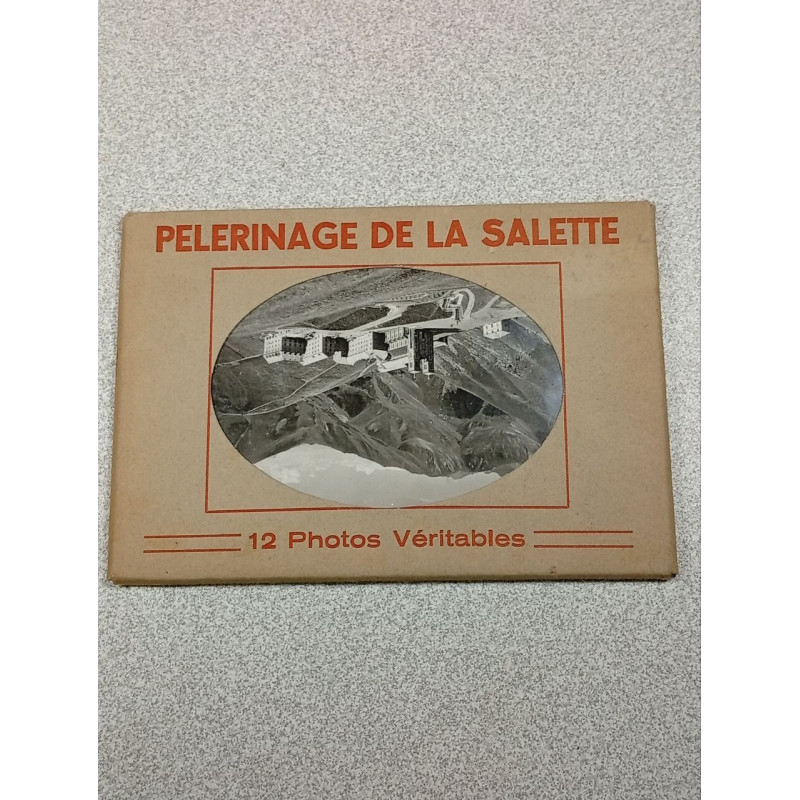 PELERINAGE DE LA SALETTE
12 Photos Véritables